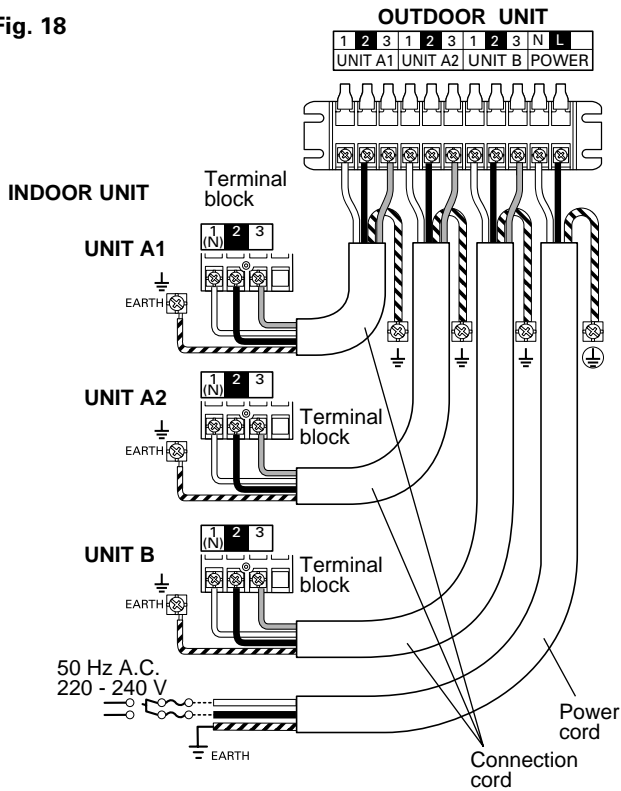 Fig. 18
OUTDOOR UNIT
1 2 3 1 2 3 1 2 3 N L
UNIT A1 UNIT A2 UNIT B POWER
INDOOR UNIT
Terminal
block
UNIT A1
1 2 3
(N)
EARTH
UNIT A2
1 2 3
(N)
Terminal
block
EARTH
UNIT B
1 2 3
(N)
Terminal
block
EARTH
50 Hz A.C.
220 - 240 V
EARTH
Power
cord
Connection
cord